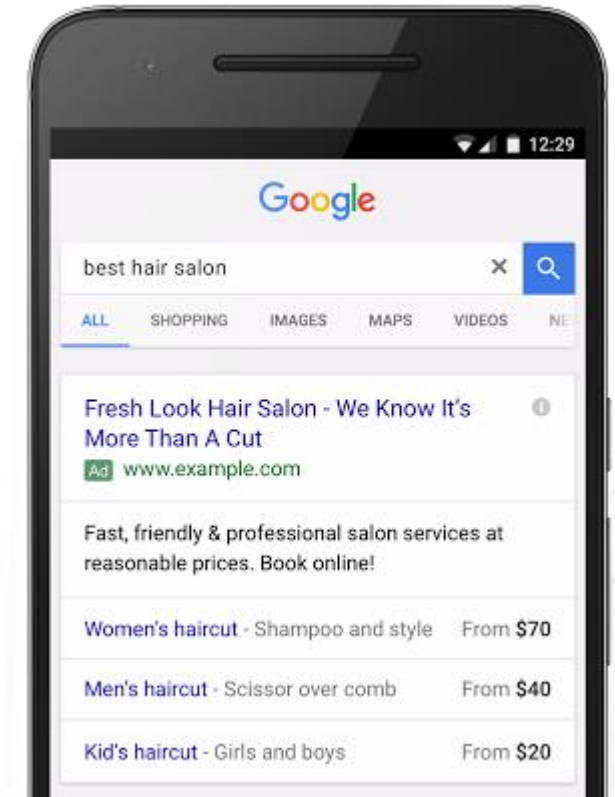 12:29
Google
best hair salon ×
ALL SHOPPING IMAGES MAPS VIDEOS NE
Fresh Look Hair Salon - We Know It's
More Than A Cut
Ad www.example.com
Fast, friendly & professional salon services at
reasonable prices. Book online!
Women's haircut - Shampoo and style From $70
Men's haircut - Scissor over comb From $40
Kid's haircut - Girls and boys From $20